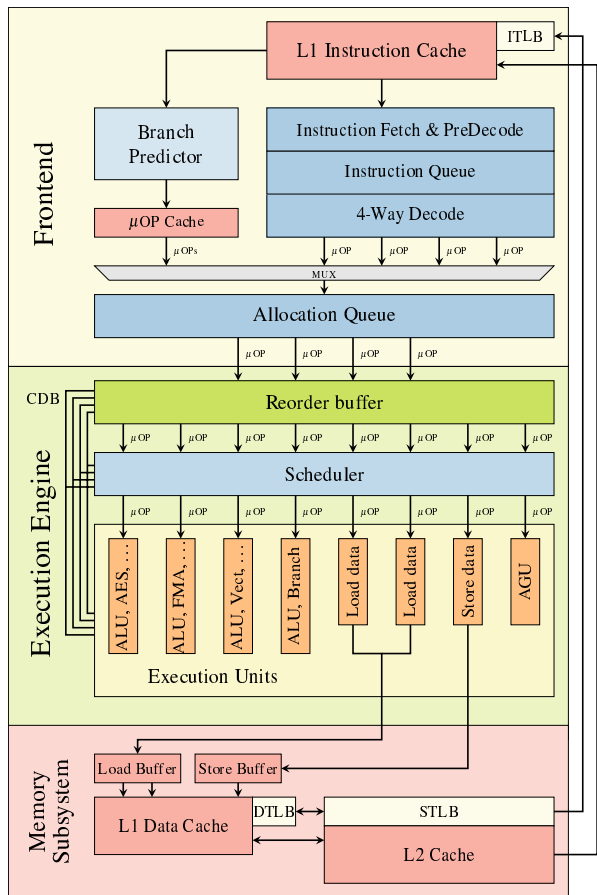 L1 Instruction Cache
ITLB
Frontend
Branch
Predictor
Instruction Fetch & PreDecode
Instruction Queue
4-Way Decode
μOP Cache
μOPs
μOP
μOP
μOP
μOP
MUX
Allocation Queue
μOP
μOP
μOP
μOP
Execution Engine
CDB
Reorder buffer
μOP
μOP
μOP
μOP
μOP
μOP
μOP
μOP
Scheduler
μOP
μOP
μOP
μOP
μOP
μOP
μOP
μOP
ALU, AES, …
ALU, FMA, …
ALU, Vect, …
ALU, Branch
Load data
Load data
Store data
AGU
Execution Units
Memory
Subsystem
Load Buffer
Store Buffer
L1 Data Cache
DTLB
STLB
L2 Cache